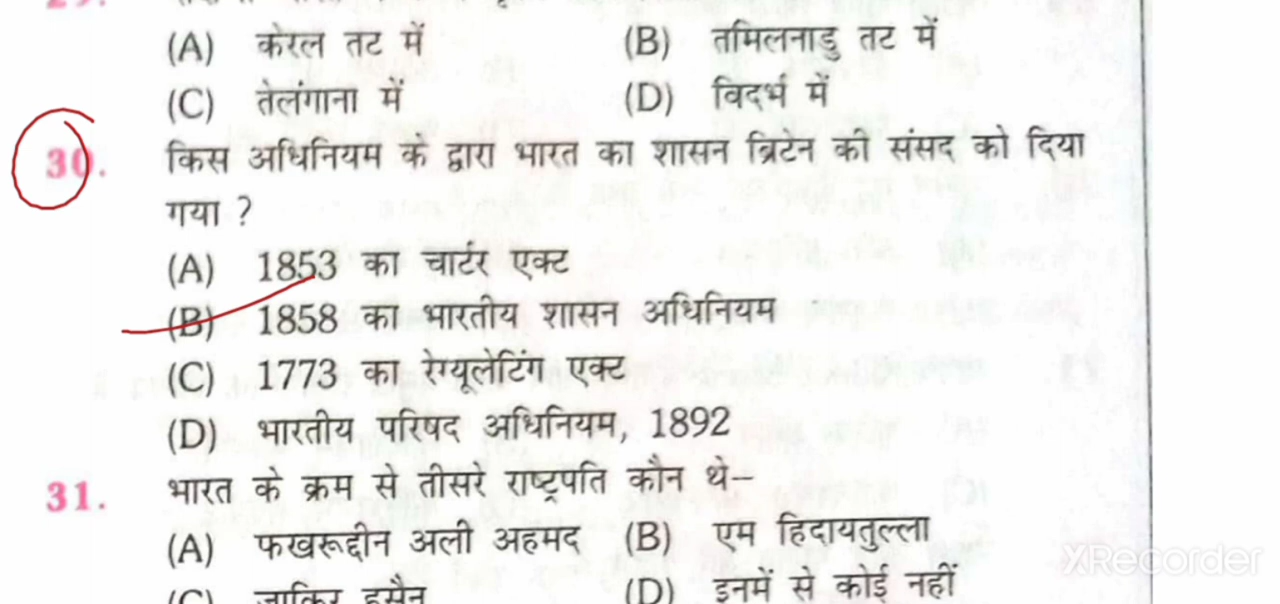 29.
(A) केरल तट में (B) तमिलनाडु तट में
(C) तेलंगाना में (D) विदर्भ में
30. किस अधिनियम के द्वारा भारत का शासन ब्रिटेन की संसद को दिया
गया ?
(A) 1853 का चार्टर एक्ट
(B) 1858 का भारतीय शासन अधिनियम
(C) 1773 का रेग्यूलेटिंग एक्ट
(D) भारतीय परिषद अधिनियम, 1892
31. भारत के क्रम से तीसरे राष्ट्रपति कौन थे–
(A) फखरूद्दीन अली अहमद (B) एम हिदायतुल्ला
(C) जाकिर हुसैन (D) इनमें से कोई नहीं
XRecorder